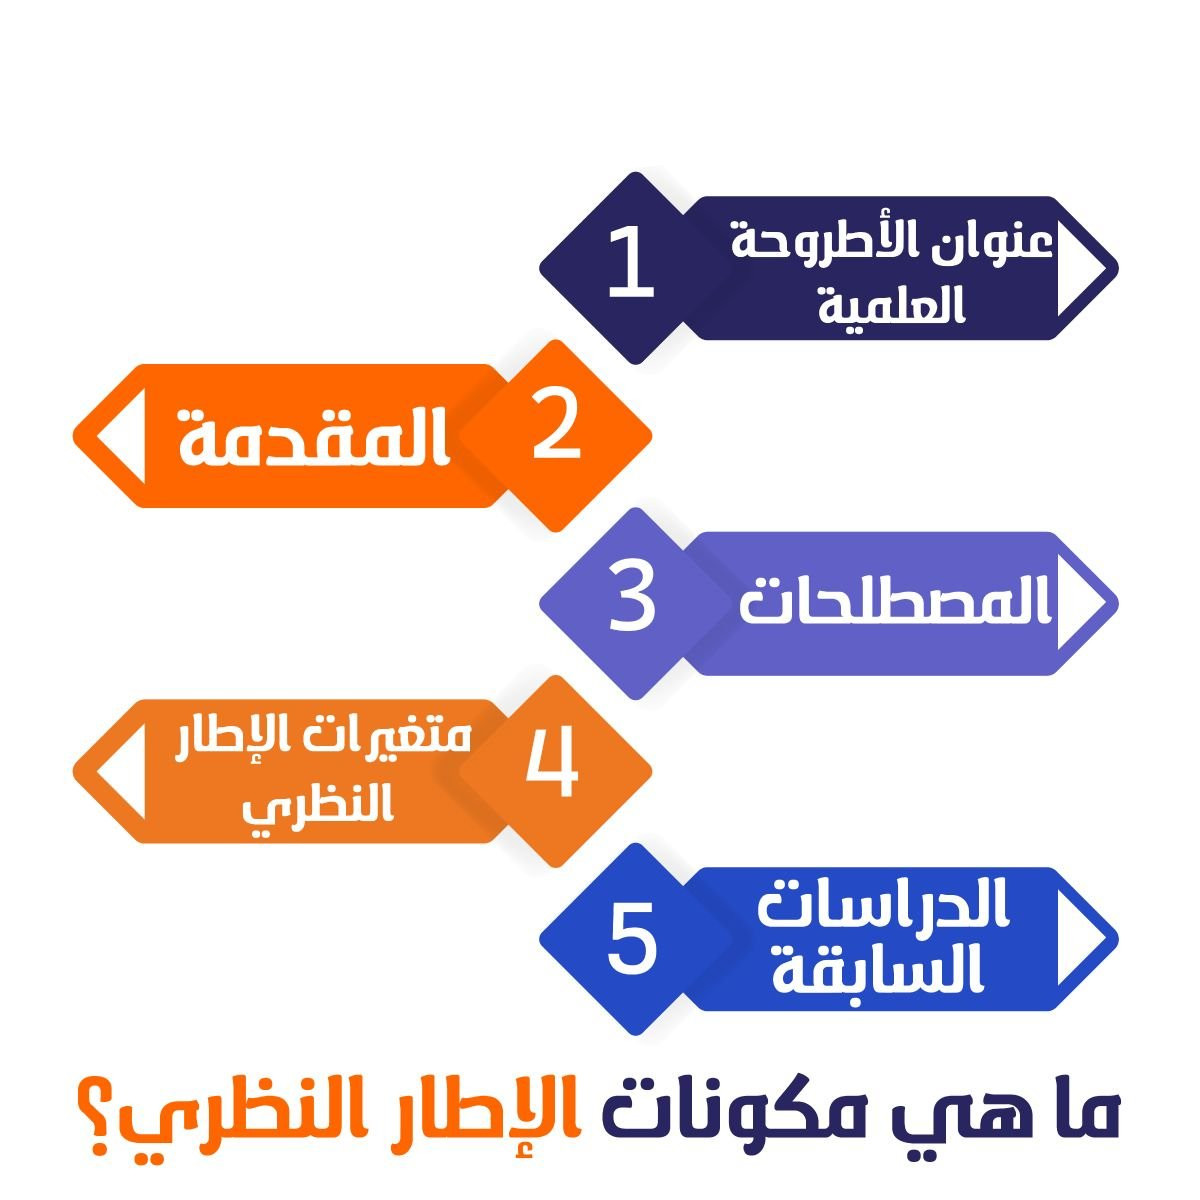 1
عنوان الأطروحة
العلمية
2
المقدمة
3
المصطلحات
4
متغيرات الإطار
النظري
5
الدراسات
السابقة
ما هي مكونات الإطار النظري؟